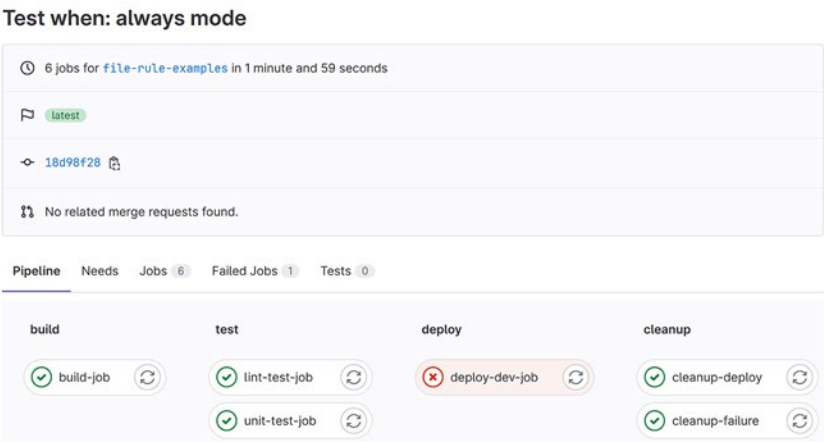 Test when: always mode
6 jobs for file-rule-examples in 1 minute and 59 seconds
latest
18d98f28
No related merge requests found.
Pipeline Needs Jobs 6 Failed Jobs 1 Tests 0
build test deploy cleanup
build-job lint-test-job deploy-dev-job cleanup-deploy
unit-test-job cleanup-failure